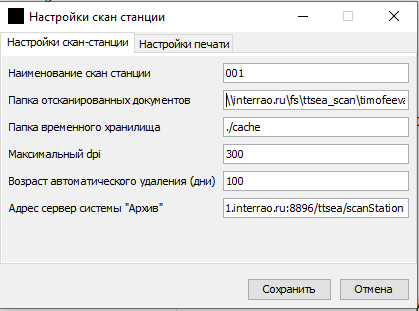 Настройки скан станции
Настройки скан-станции Настройки печати
Наименование скан станции 001
Папка отсканированных документов \\interrao.ru\fs\ttsea_scan\timofeeva
Папка временного хранилища ./cache
Максимальный dpi 300
Возраст автоматического удаления (дни) 100
Адрес сервер системы "Архив" 1.interrao.ru:8896/ttsea/scanStation
Сохранить Отмена